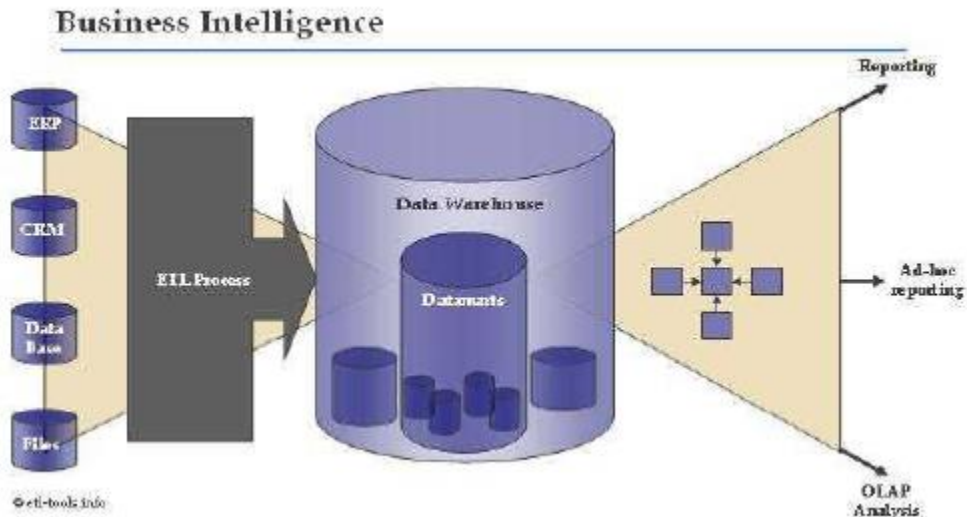 Business Intelligence
Reporting
ERP
CRM
Data
Base
Files
ETL Process
Data Warehouse
Datamarts
Ad-hoc
reporting
OLAP
Analysis
© etl-tools.info